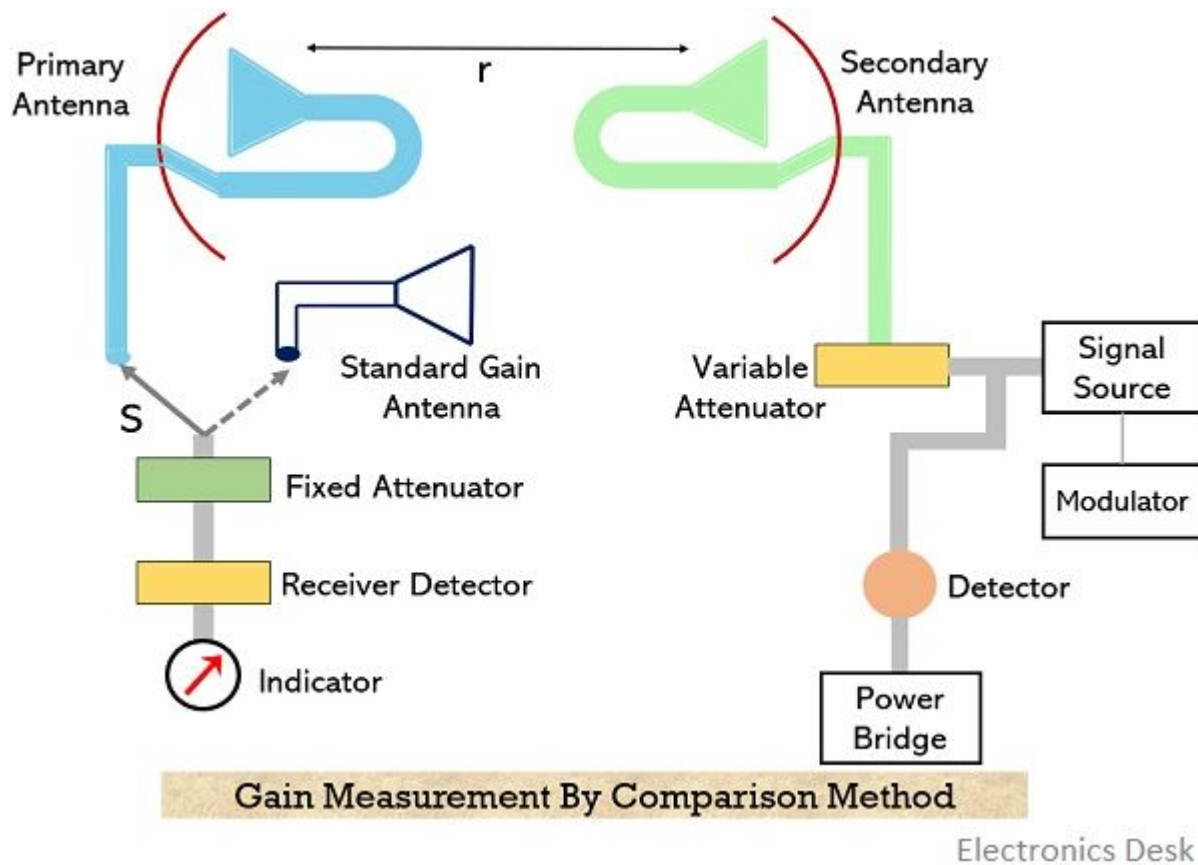 Primary
Antenna
r
Secondary
Antenna
Standard Gain
Antenna
Variable
Attenuator
Signal
Source
S
Fixed Attenuator
Modulator
Receiver Detector
Detector
Indicator
Power
Bridge
Gain Measurement By Comparison Method
Electronics Desk